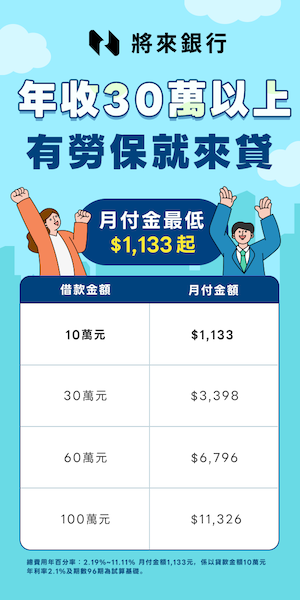 將來銀行
年收30萬以上
有勞保就來貸
月付金最低
$1,133起
借款金額 月付金額
10萬元 $1,133
30萬元 $3,398
60萬元 $6,796
100萬元 $11,326
總費用年百分率：2.19%~11.11% 月付金額1,133元，係以貸款金額10萬元
年利率2.1%及期數96期為試算基礎。